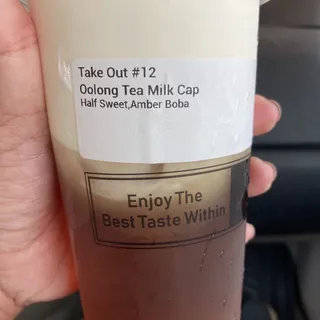 Take Out #12
Oolong Tea Milk Cap
Half Sweet,Amber Boba
Enjoy The
Best Taste Within